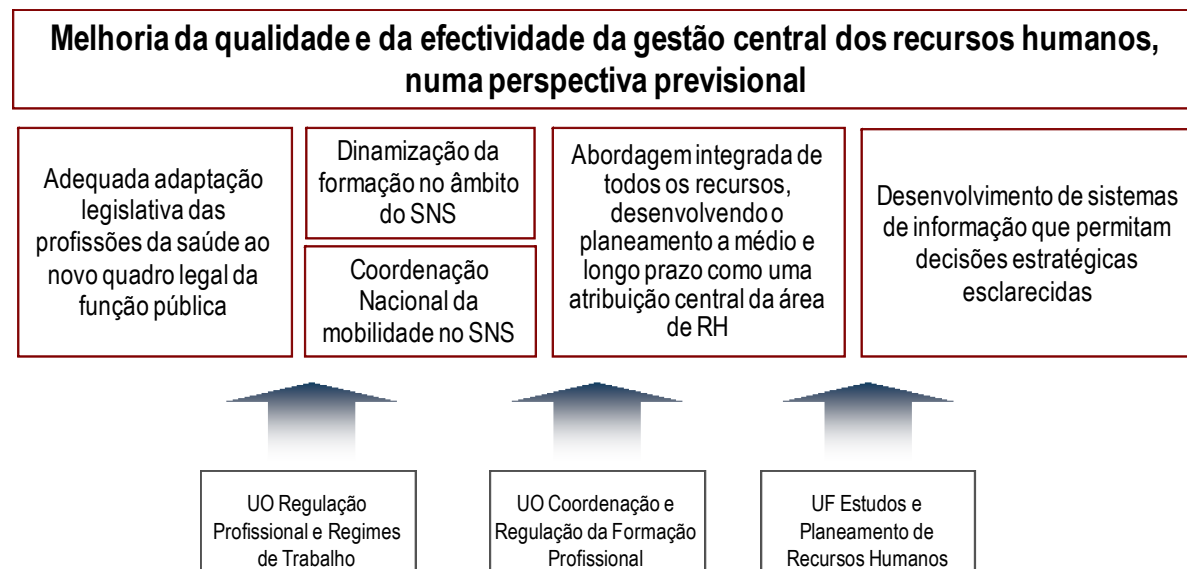 Melhoria da qualidade e da efectividade da gestão central dos recursos humanos,
numa perspectiva previsional
Adequada adaptação
legislativa das
profissões da saúde ao
novo quadro legal da
função pública
Dinamização da
formação no âmbito
do SNS
Coordenação
Nacional da
mobilidade no SNS
Abordagem integrada de
todos os recursos,
desenvolvendo o
planeamento a médio e
longo prazo como uma
atribuição central da área
de RH
Desenvolvimento de sistemas
de informação que permitam
decisões estratégicas
esclarecidas
UO Regulação
Profissional e Regimes
de Trabalho
UO Coordenação e
Regulação da Formação
Profissional
UF Estudos e
Planeamento de
Recursos Humanos